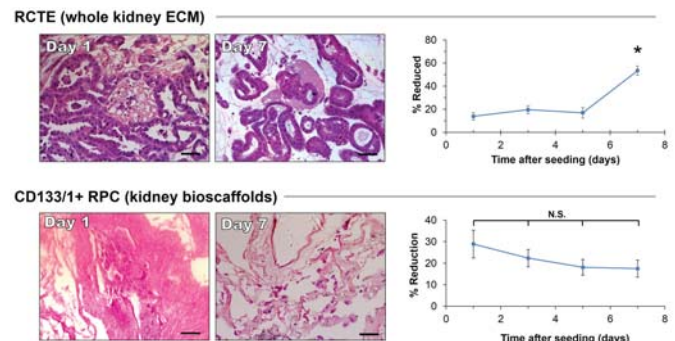 RCTE (whole kidney ECM)
Day 1
Day 7
% Reduced
80
60
40
20
0
*
0
2
4
6
8
Time after seeding (days)
CD133/1+ RPC (kidney bioscaffolds)
Day 1
Day 7
% Reduction
40
30
20
10
0
N.S.
0
2
4
6
8
Time after seeding (days)